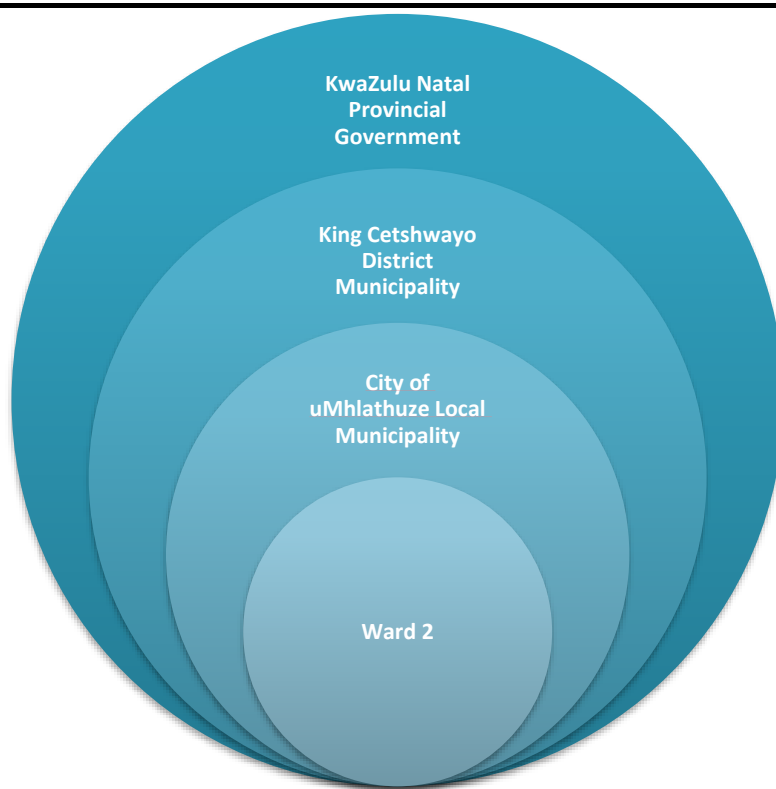 KwaZulu Natal
Provincial
Government
King Cetshwayo
District
Municipality
City of
uMhlathuze Local
Municipality
Ward 2